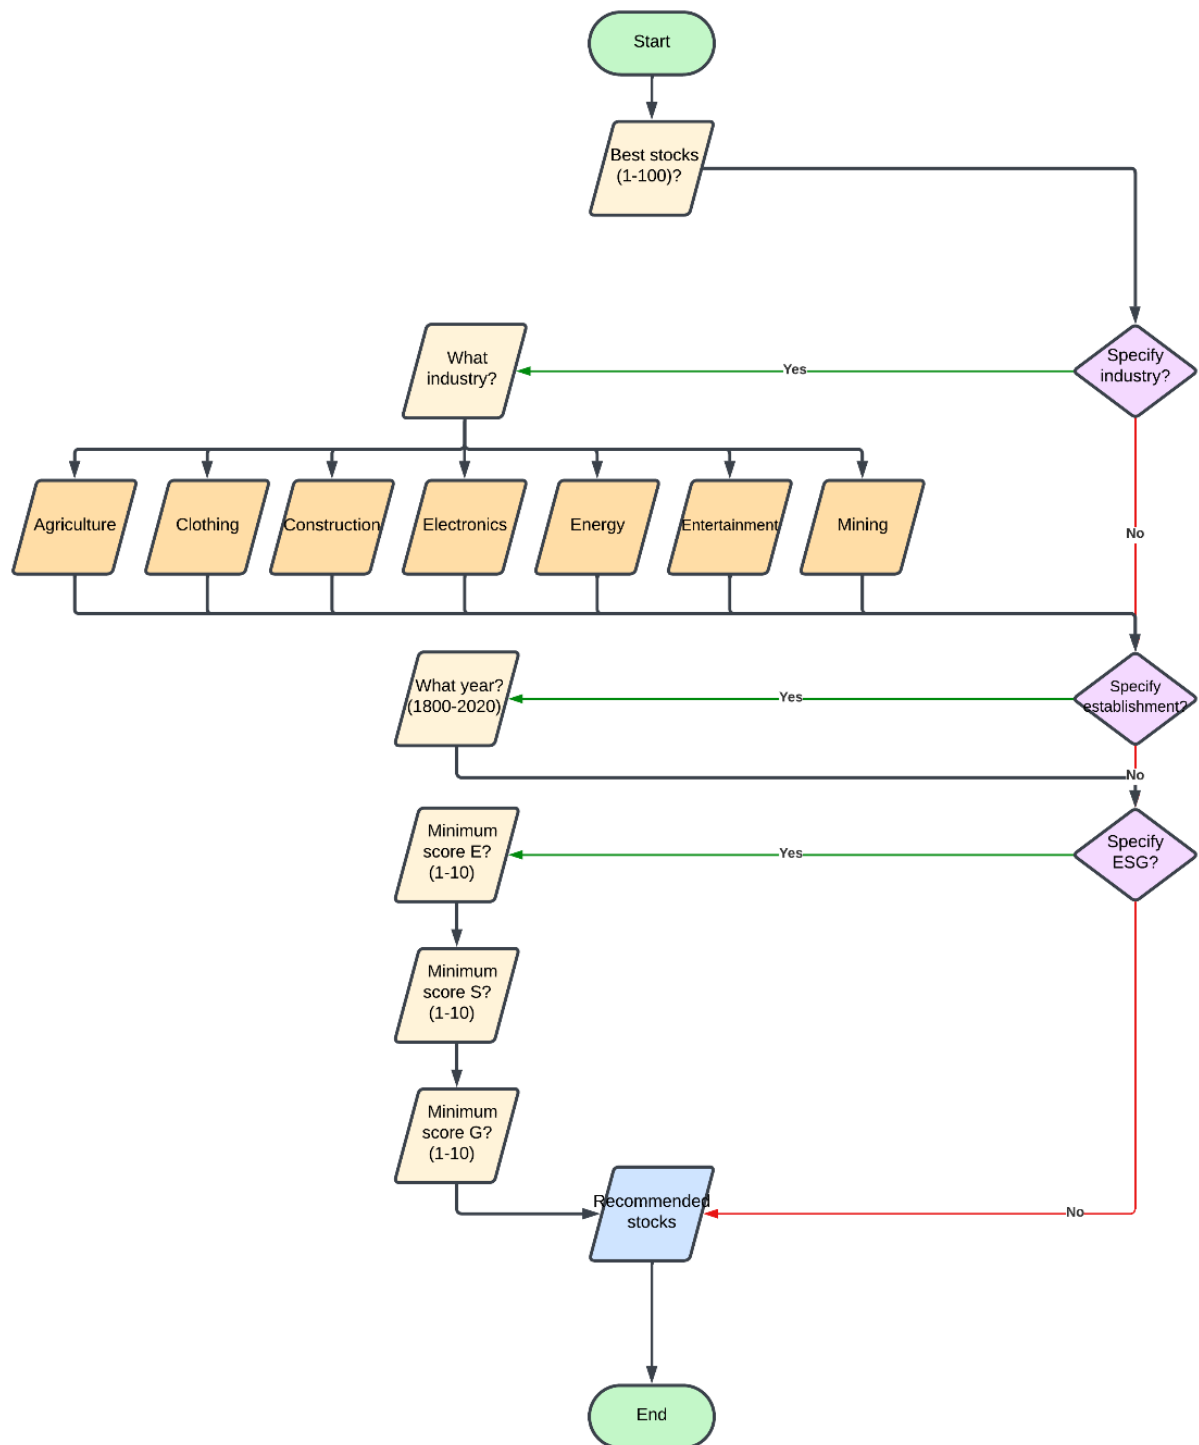 Start
Best stocks
(1-100)?
Specify
industry?
Yes
What
industry?
No
Agriculture
Clothing
Construction
Electronics
Energy
Entertainment
Mining
Specify
establishment?
Yes
What year?
(1800-2020)
No
Specify
ESG?
Yes
Minimum
score E?
(1-10)
Minimum
score S?
(1-10)
Minimum
score G?
(1-10)
No
Recommended
stocks
End